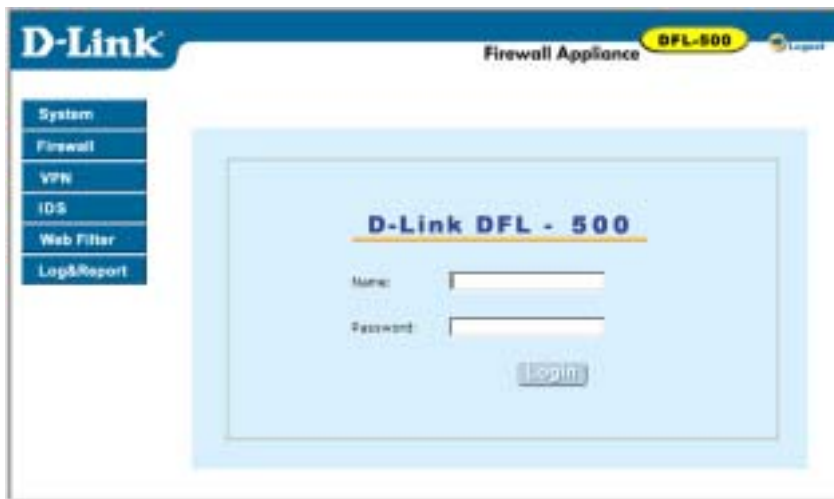 D-Link
Firewall Appliance
DFL-500
Logout
System
Firewall
VPN
IDS
Web Filter
Log&Report
D-Link DFL - 500
Name:
Password:
Login